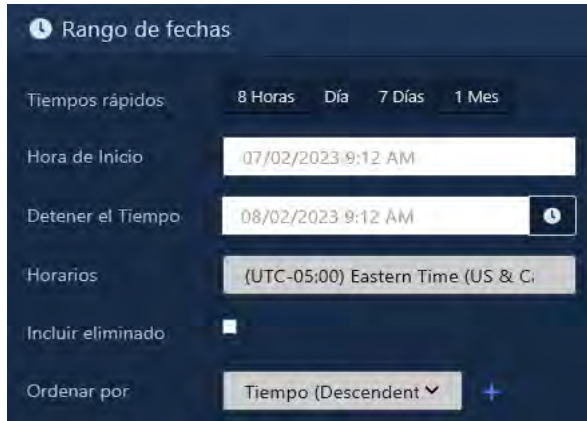 Rango de fechas
Tiempos rápidos 8 Horas Día 7 Días 1 Mes
Hora de Inicio 07/02/2023 9:12 AM
Detener el Tiempo 08/02/2023 9:12 AM
Horarios (UTC-05:00) Eastern Time (US & C
Incluir eliminado
Ordenar por Tiempo (Descendent +